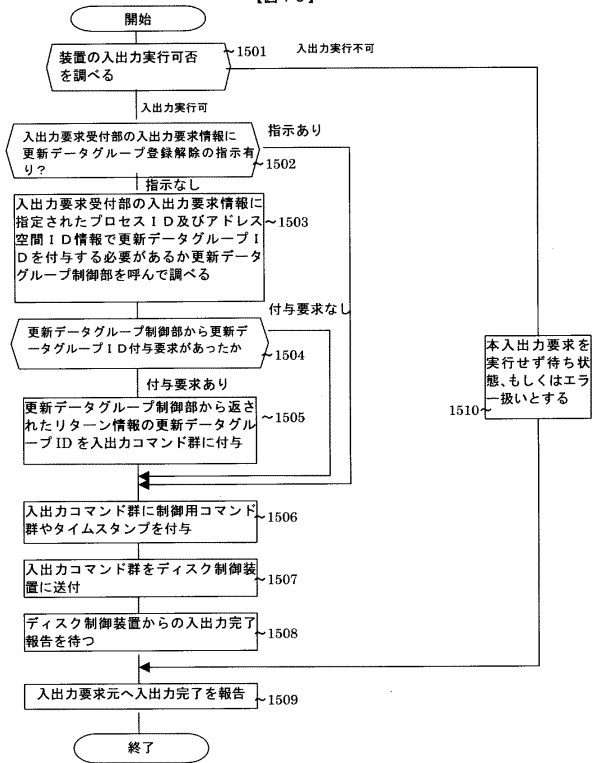 開始
装置の入出力実行可否
を調べる
~1501
入出力実行不可
入出力実行可
入出力要求受付部の入出力要求情報に
更新データグループ登録解除の指示有
り?
~1502
指示あり
指示なし
入出力要求受付部の入出力要求情報に
指定されたプロセスID及びアドレス
空間ID情報で更新データグループI
Dを付与する必要があるか更新データ
グループ制御部を呼んで調べる
~1503
付与要求なし
更新データグループ制御部から更新デ
ータグループID付与要求があったか
~1504
付与要求あり
本入出力要求を
実行せず待ち状
態、もしくはエラ
ー扱いとする
1510~
更新データグループ制御部から返さ
れたリターン情報の更新データグル
ープIDを入出力コマンド群に付与
~1505
入出力コマンド群に制御用コマンド
群やタイムスタンプを付与
~1506
入出力コマンド群をディスク制御装
置に送付
~1507
ディスク制御装置からの入出力完了
報告を待つ
~1508
入出力要求元へ入出力完了を報告
~1509
終了